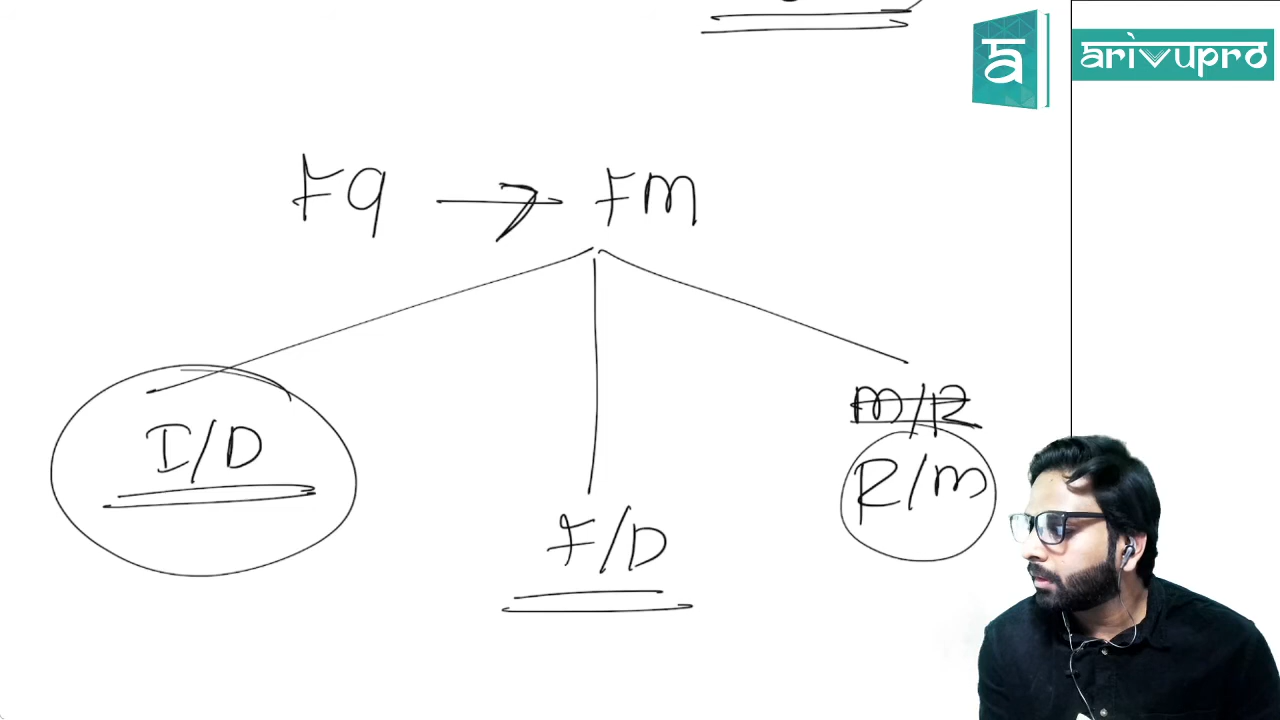 arivupro
Fq → Fm
I/D
F/D
M/R
R/m